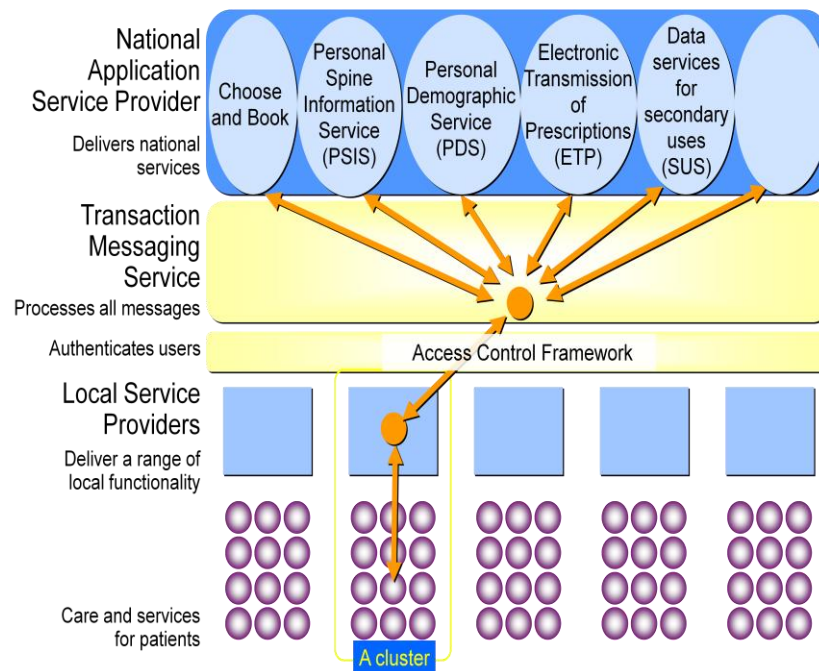 National
Application
Service Provider
Delivers national
services
Choose
and Book
Personal
Spine
Information
Service
(PSIS)
Personal
Demographic
Service
(PDS)
Electronic
Transmission
of
Prescriptions
(ETP)
Data
services
for
secondary
uses
(SUS)
Transaction
Messaging
Service
Processes all messages
Authenticates users
Access Control Framework
Local Service
Providers
Deliver a range of
local functionality
Care and services
for patients
A cluster